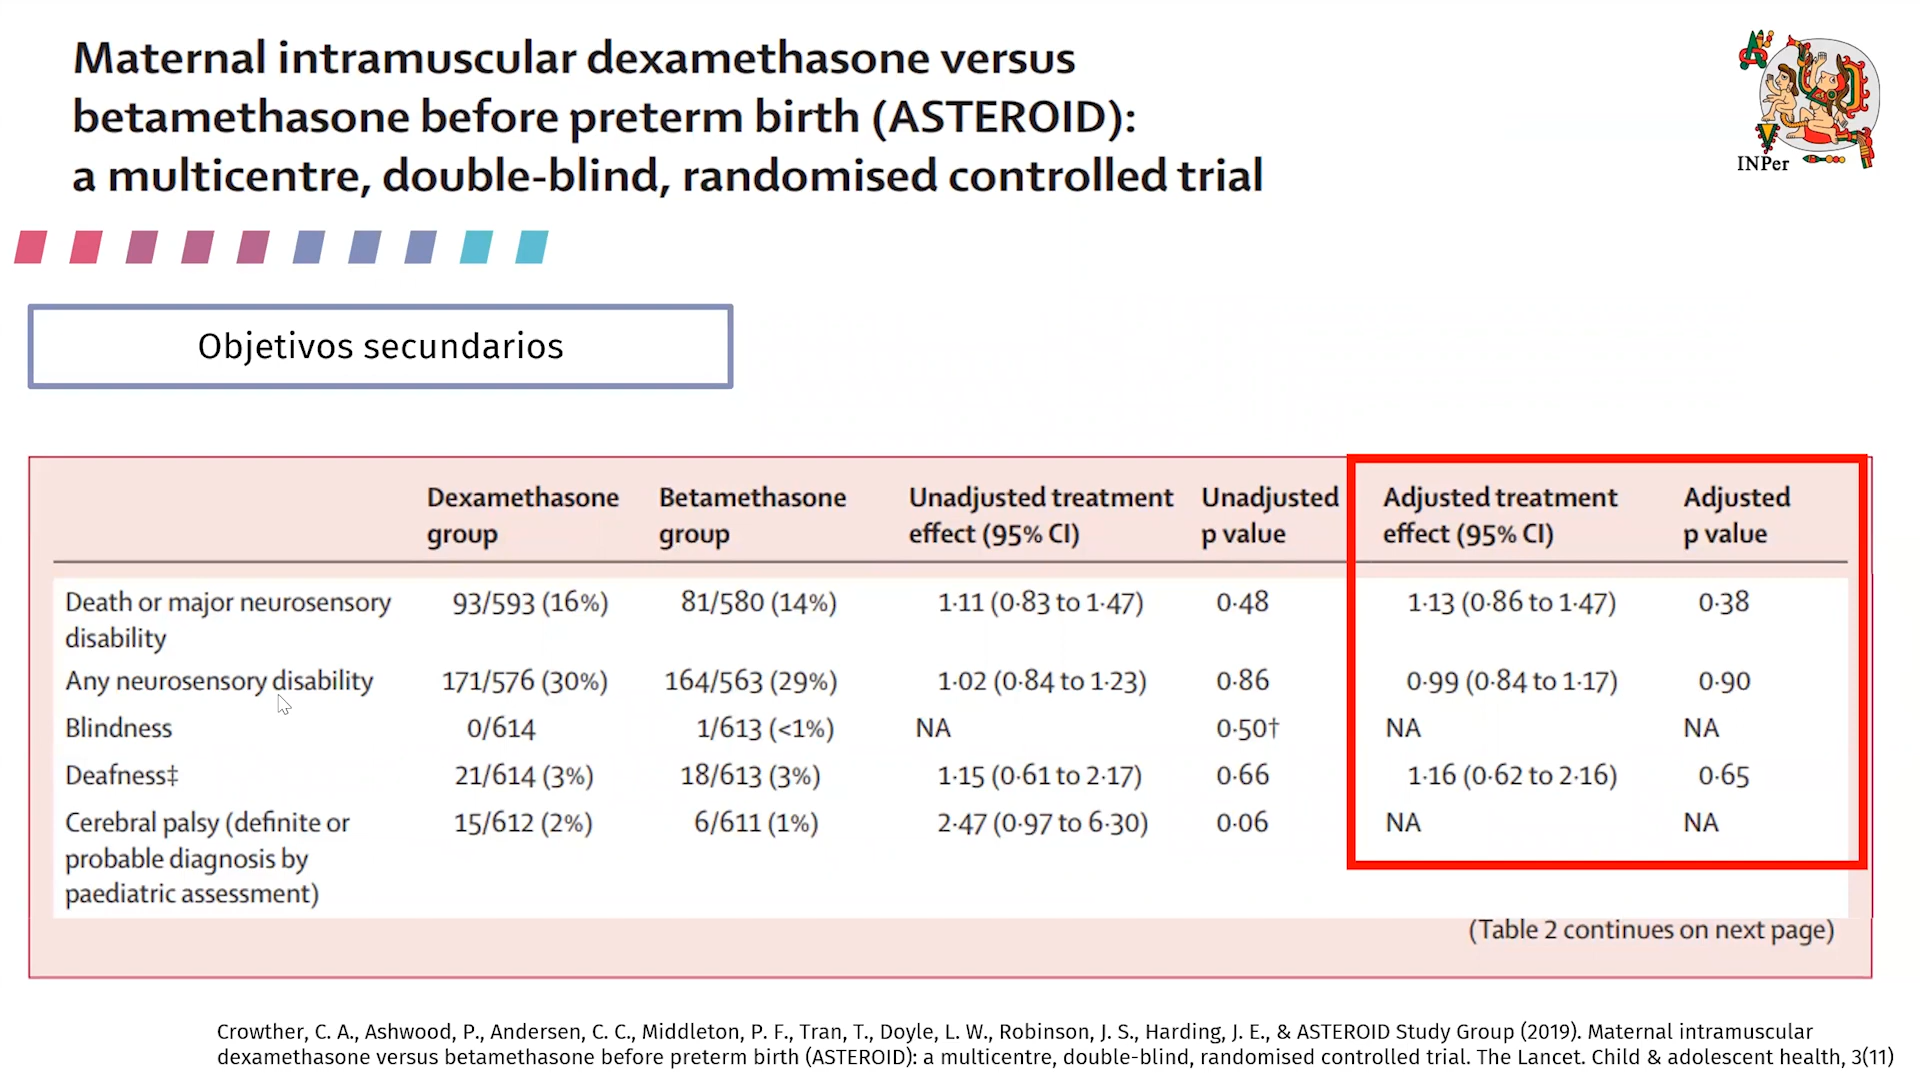 Maternal intramuscular dexamethasone versus
betamethasone before preterm birth (ASTEROID):
a multicentre, double-blind, randomised controlled trial
INPer
Objetivos secundarios
Dexamethasone group Betamethasone group Unadjusted treatment effect (95% CI) Unadjusted p value Adjusted treatment effect (95% CI) Adjusted p value
Death or major neurosensory disability 93/593 (16%) 81/580 (14%) 1·11 (0·83 to 1·47) 0·48 1·13 (0·86 to 1·47) 0·38
Any neurosensory disability 171/576 (30%) 164/563 (29%) 1·02 (0·84 to 1·23) 0·86 0·99 (0·84 to 1·17) 0·90
Blindness 0/614 1/613 (<1%) NA 0·50† NA NA
Deafness‡ 21/614 (3%) 18/613 (3%) 1·15 (0·61 to 2·17) 0·66 1·16 (0·62 to 2·16) 0·65
Cerebral palsy (definite or probable diagnosis by paediatric assessment) 15/612 (2%) 6/611 (1%) 2·47 (0·97 to 6·30) 0·06 NA NA
(Table 2 continues on next page)
Crowther, C. A., Ashwood, P., Andersen, C. C., Middleton, P. F., Tran, T., Doyle, L. W., Robinson, J. S., Harding, J. E., & ASTEROID Study Group (2019). Maternal intramuscular
dexamethasone versus betamethasone before preterm birth (ASTEROID): a multicentre, double-blind, randomised controlled trial. The Lancet. Child & adolescent health, 3(11)